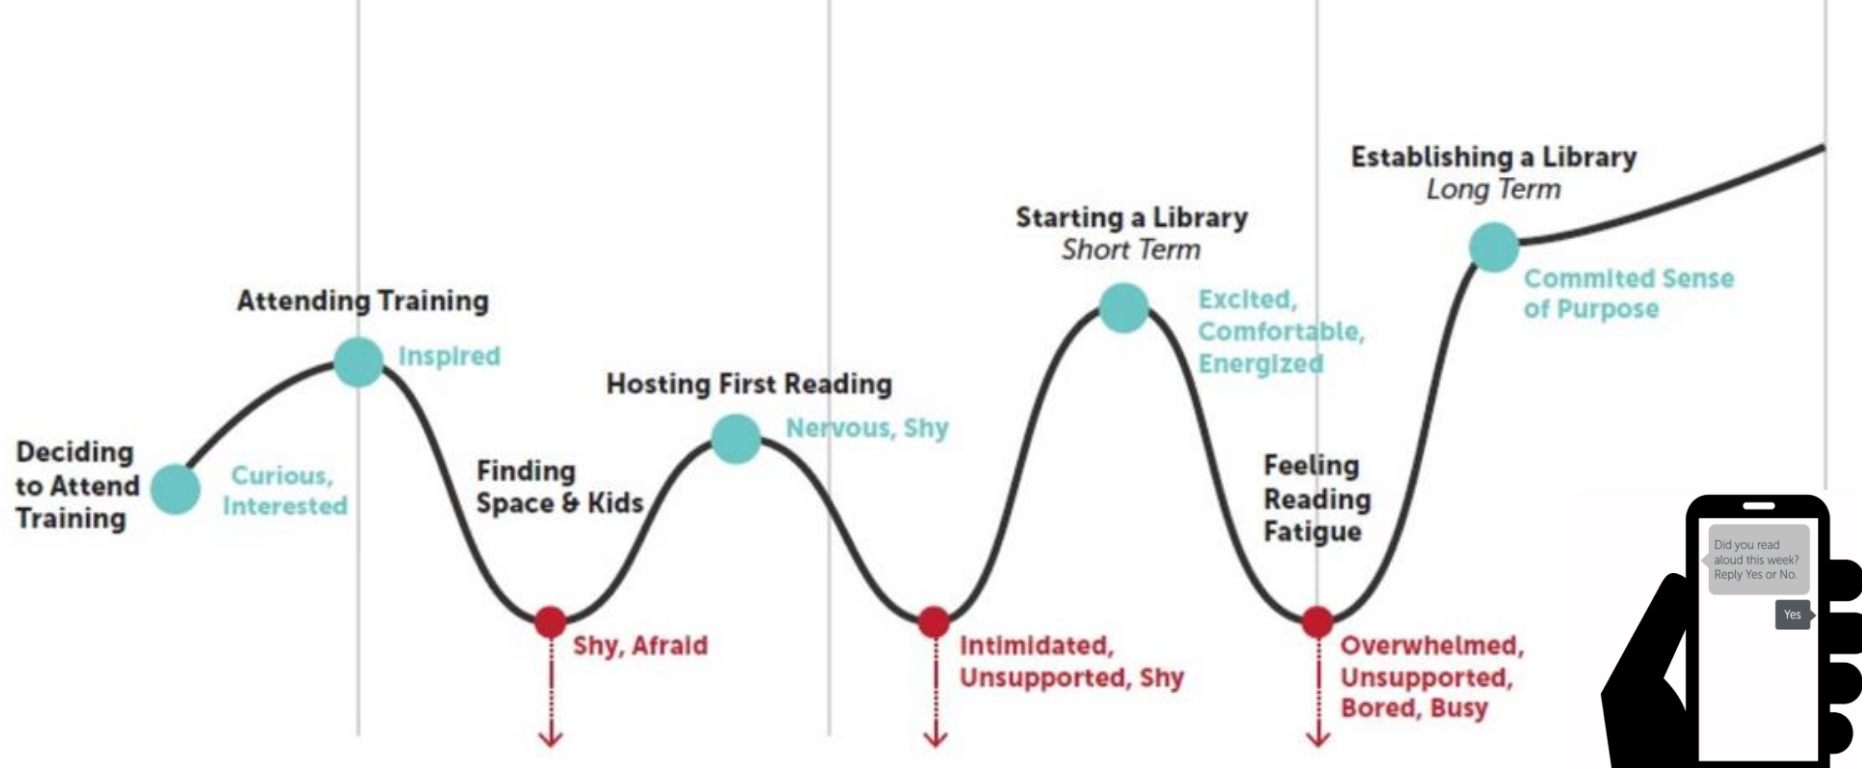 Deciding
to Attend
Training
Curious,
Interested
Attending Training
Inspired
Finding
Space & Kids
Shy, Afraid
Hosting First Reading
Nervous, Shy
Intimidated,
Unsupported, Shy
Starting a Library
Short Term
Excited,
Comfortable,
Energized
Feeling
Reading
Fatigue
Overwhelmed,
Unsupported,
Bored, Busy
Establishing a Library
Long Term
Commited Sense
of Purpose
Did you read
aloud this week?
Reply Yes or No.
Yes